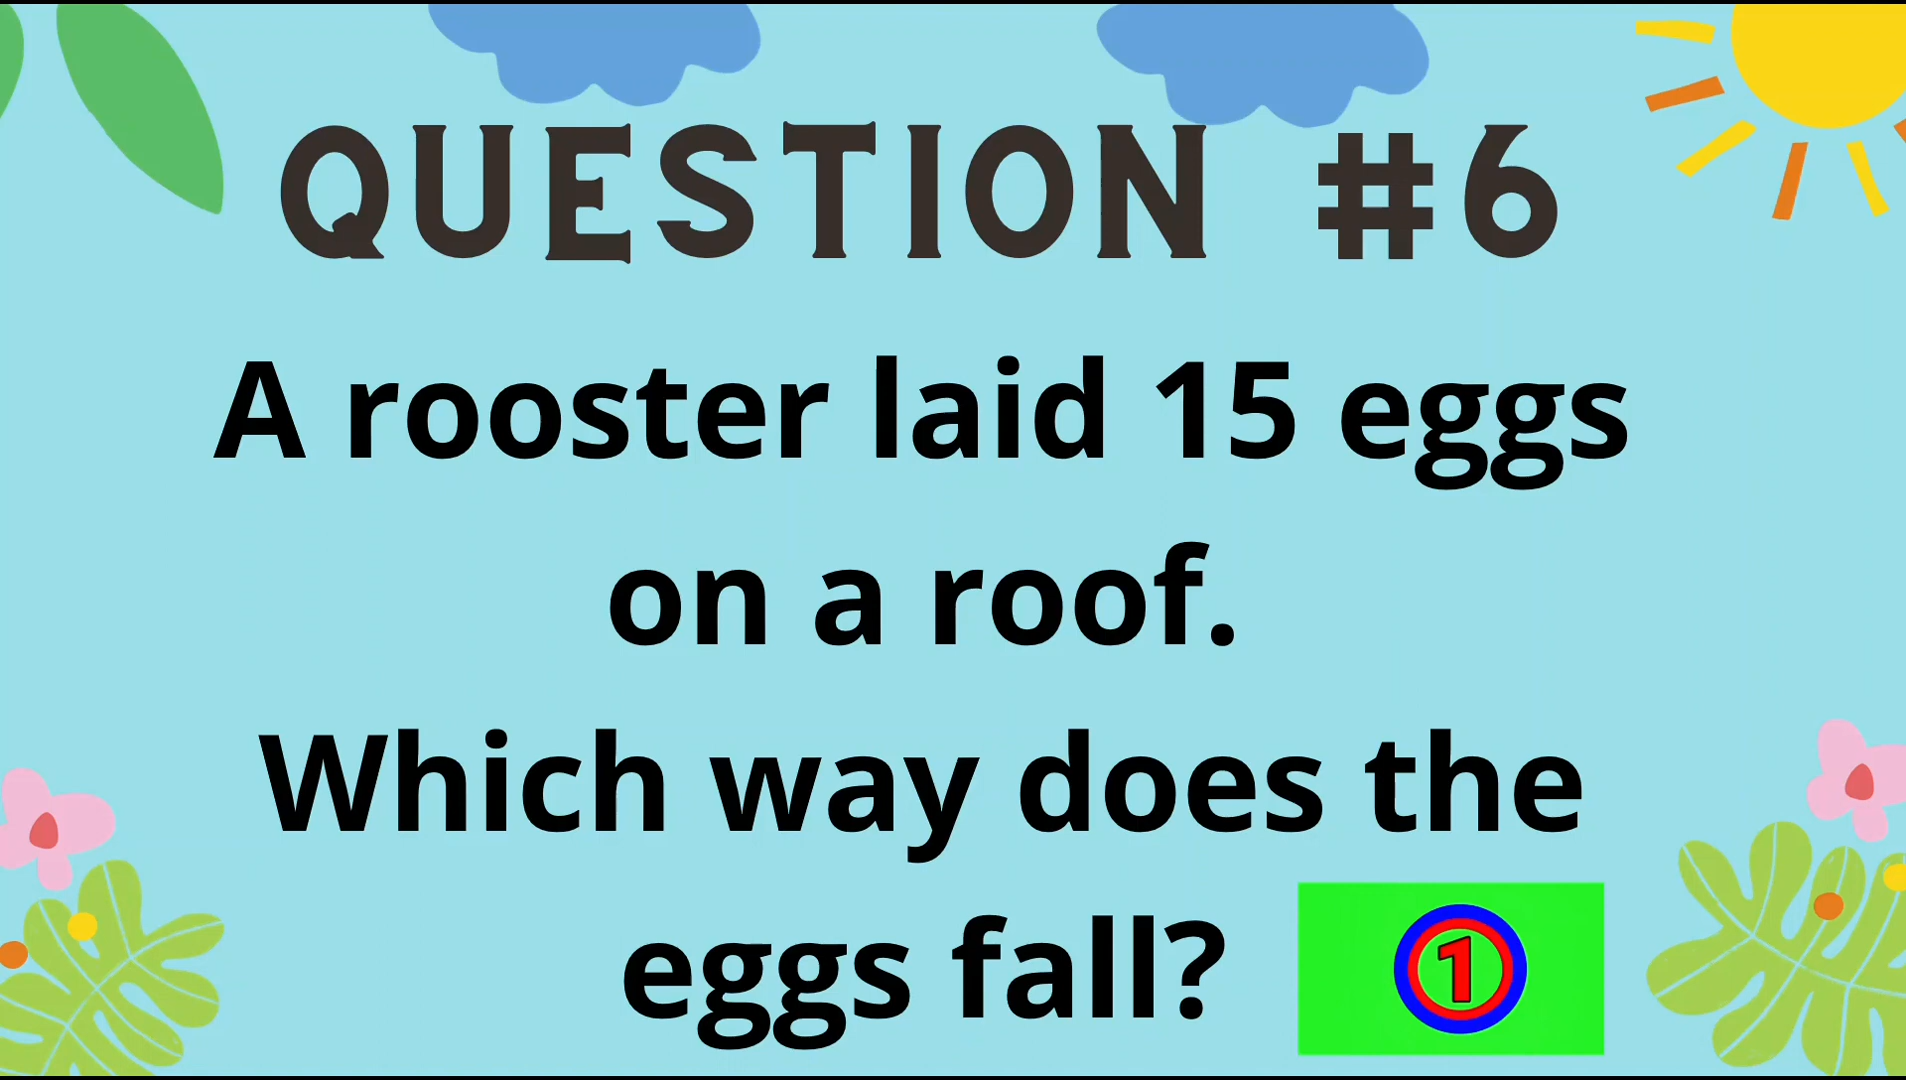 QUESTION #6
A rooster laid 15 eggs
on a roof.
Which way does the
eggs fall?
1